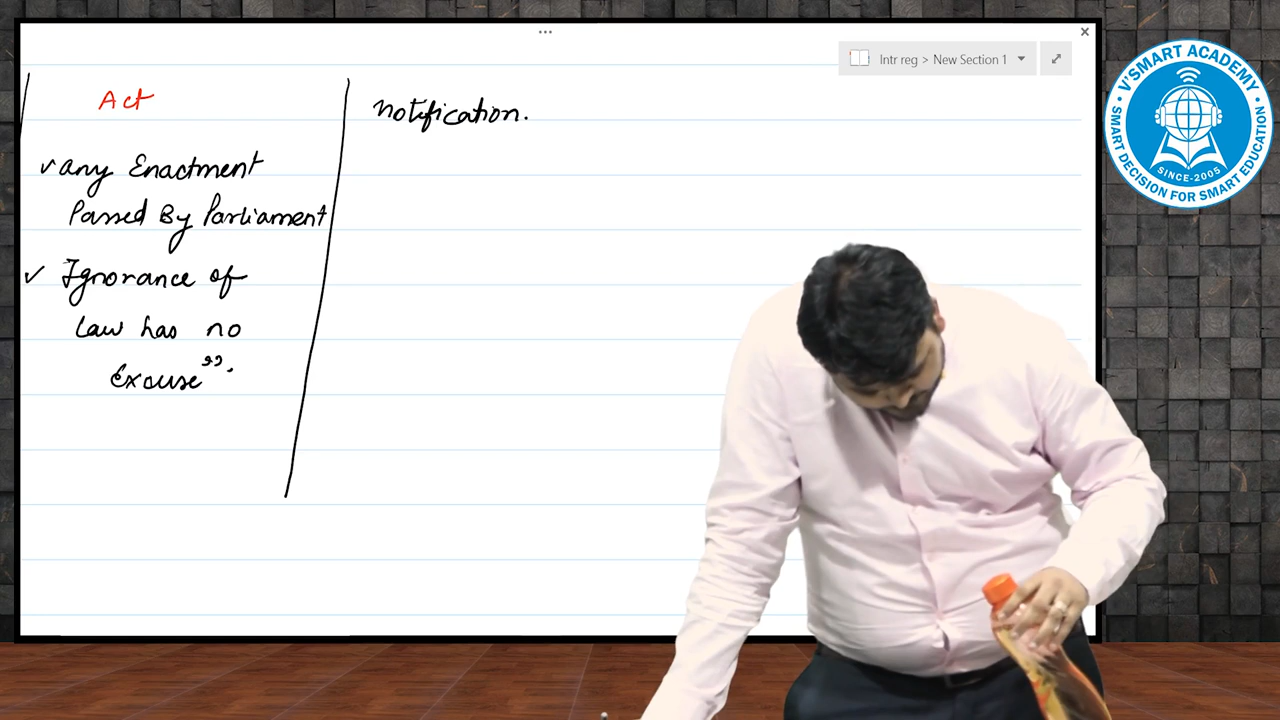 Intr reg > New Section 1
Act
✓ any Enactment
Passed By Parliament
✓ Ignorance of
Law has no
Excuse”.
Notification.
V'SMART ACADEMY
SINCE-2005
SMART DECISION FOR SMART EDUCATION